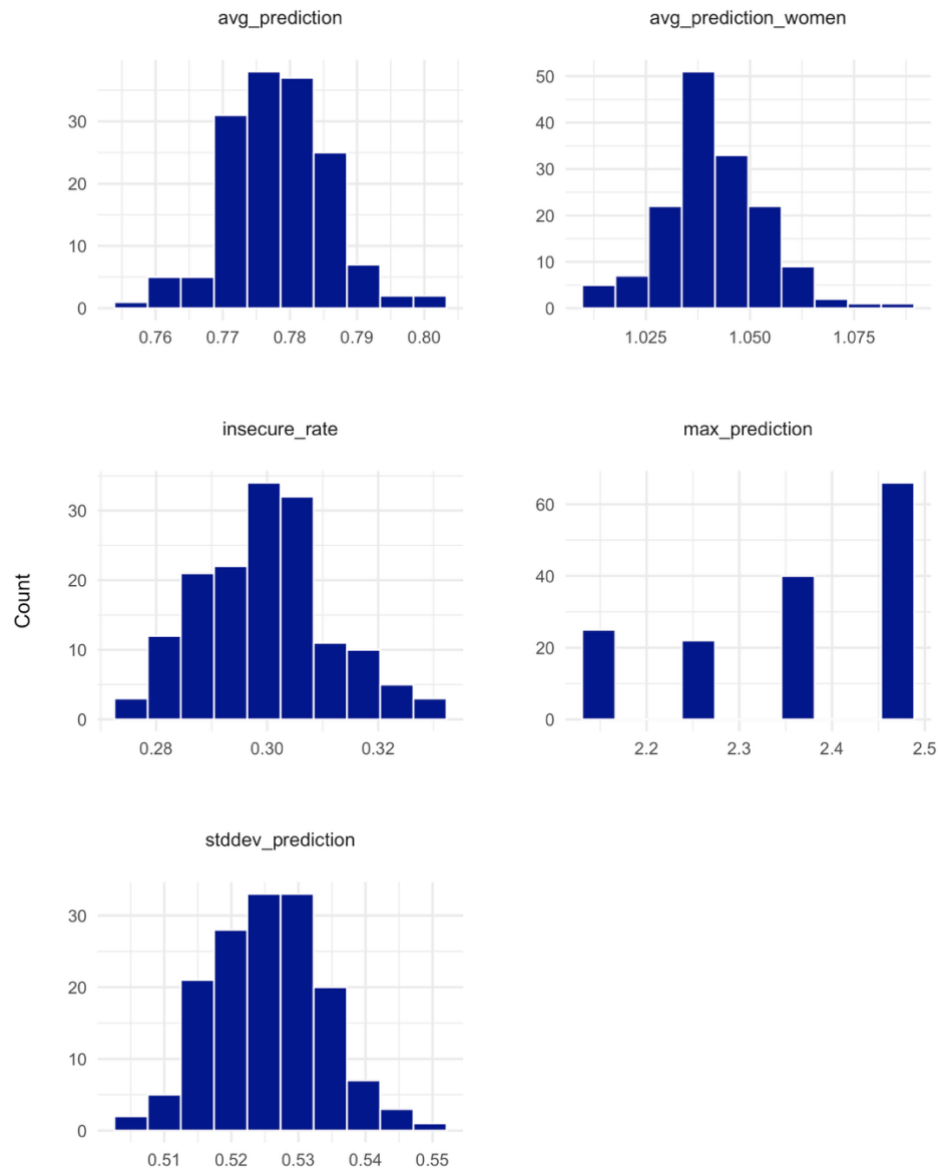 avg_prediction
avg_prediction_women
30
20
10
0
0.76 0.77 0.78 0.79 0.80
50
40
30
20
10
0
1.025 1.050 1.075
insecure_rate
max_prediction
Count
30
20
10
0
0.28 0.30 0.32
60
40
20
0
2.2 2.3 2.4 2.5
stddev_prediction
30
20
10
0
0.51 0.52 0.53 0.54 0.55